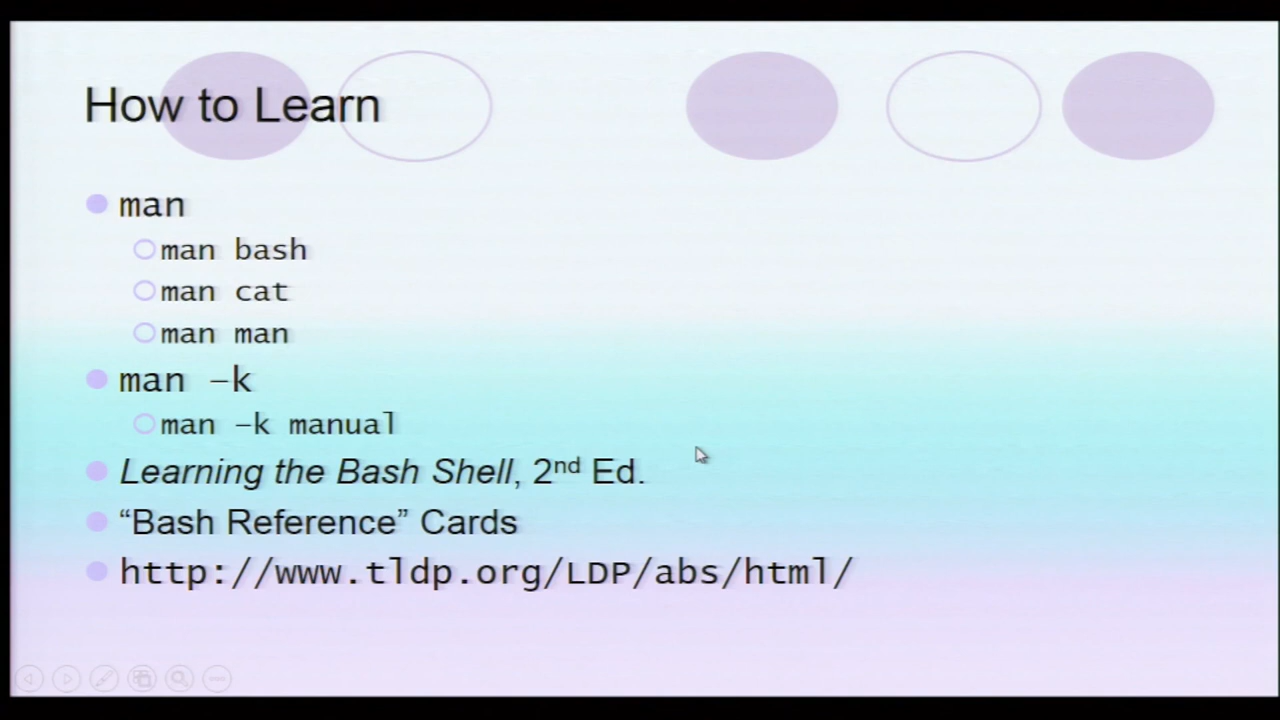 How to Learn
man
man bash
man cat
man man
man –k
man –k manual
Learning the Bash Shell, 2nd Ed.
“Bash Reference” Cards
http://www.tldp.org/LDP/abs/html/